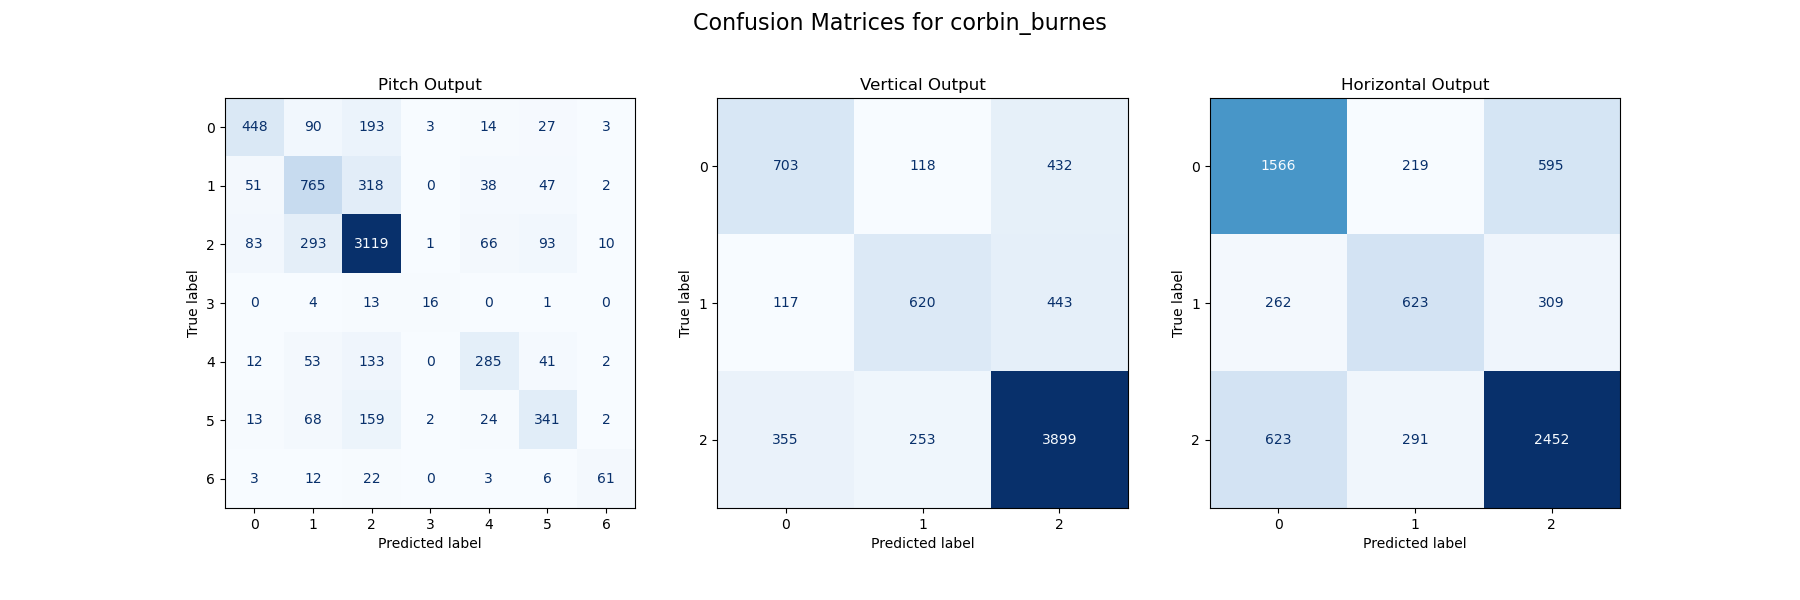 Confusion Matrices for corbin_burnes
Pitch Output
True label
0 448 90 193 3 14 27 3
1 51 765 318 0 38 47 2
2 83 293 3119 1 66 93 10
3 0 4 13 16 0 1 0
4 12 53 133 0 285 41 2
5 13 68 159 2 24 341 2
6 3 12 22 0 3 6 61
0 1 2 3 4 5 6
Predicted label
Vertical Output
True label
0 703 118 432
1 117 620 443
2 355 253 3899
0 1 2
Predicted label
Horizontal Output
True label
0 1566 219 595
1 262 623 309
2 623 291 2452
0 1 2
Predicted label